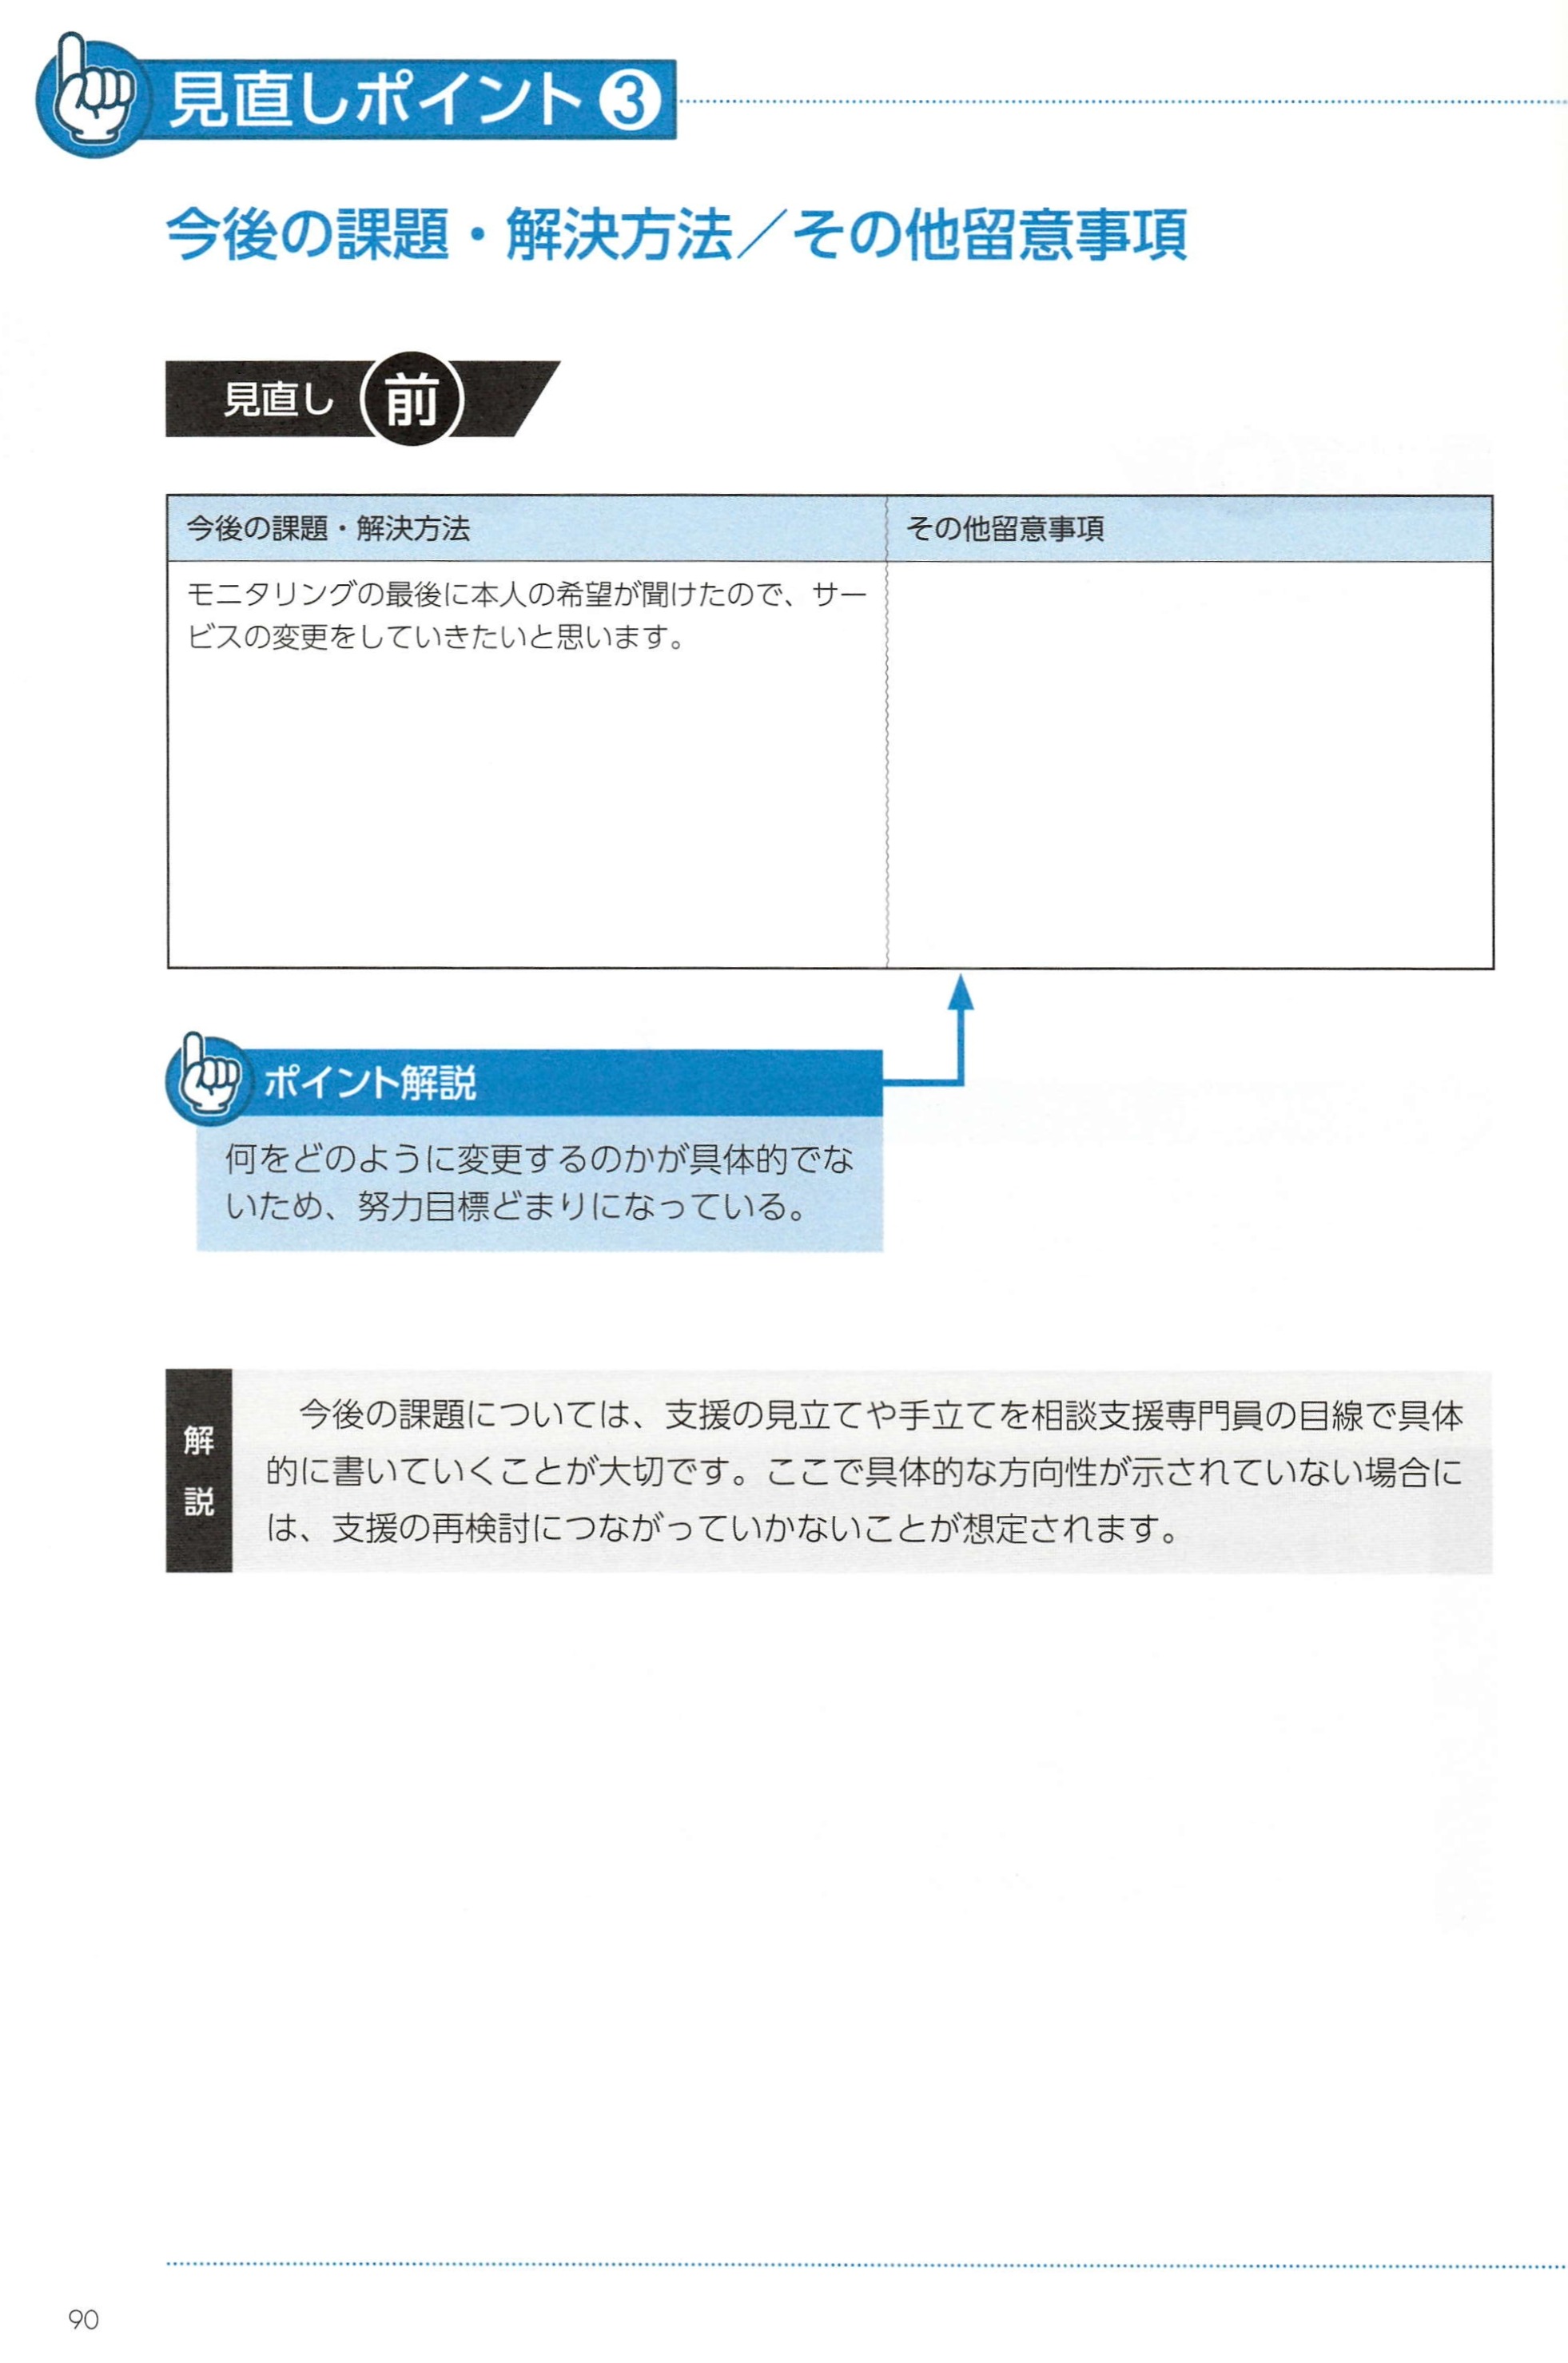 見直しポイント❸
今後の課題・解決方法／その他留意事項
見直し 前
今後の課題・解決方法
その他留意事項
モニタリングの最後に本人の希望が聞けたので、サー
ビスの変更をしていきたいと思います。
ポイント解説
何をどのように変更するのかが具体的でな
いため、努力目標どまりになっている。
解説
今後の課題については、支援の見立てや手立てを相談支援専門員の目線で具体
的に書いていくことが大切です。ここで具体的な方向性が示されていない場合に
は、支援の再検討につながっていかないことが想定されます。
90